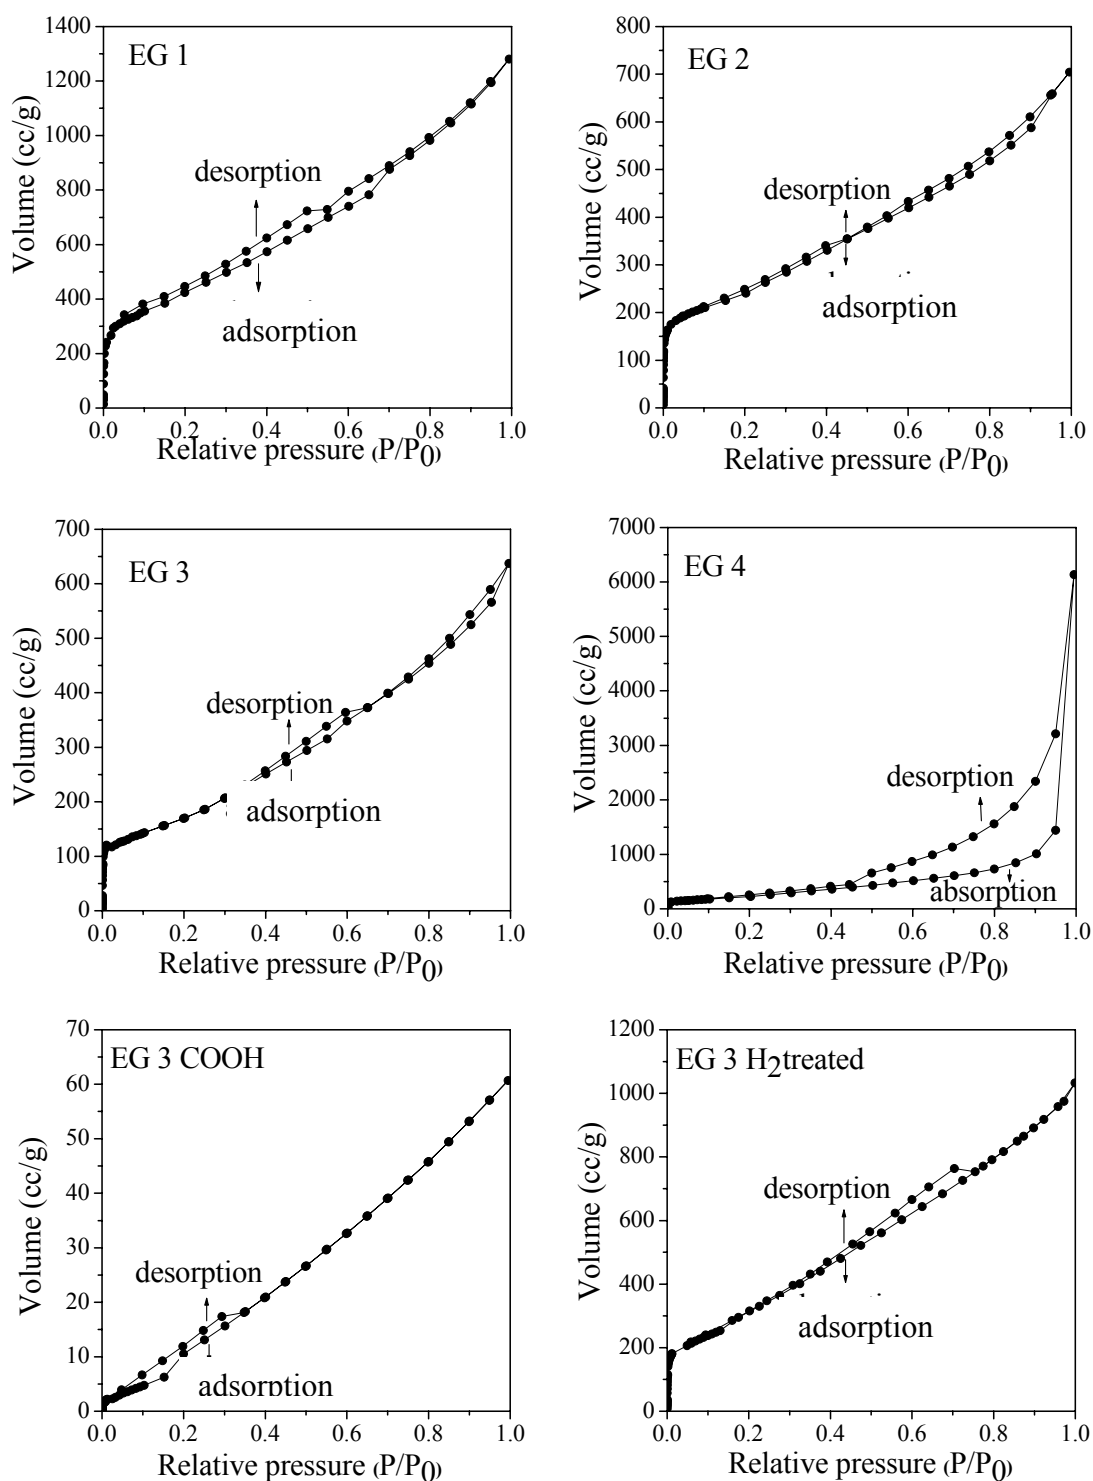 EG 1
1400
1200
1000
800
600
400
200
0
Volume (cc/g)
desorption
adsorption
0.0 0.2 0.4 0.6 0.8 1.0
Relative pressure (P/P0)
EG 2
800
700
600
500
400
300
200
100
0
Volume (cc/g)
desorption
adsorption
0.0 0.2 0.4 0.6 0.8 1.0
Relative pressure (P/P0)
EG 3
700
600
500
400
300
200
100
0
Volume (cc/g)
desorption
adsorption
0.0 0.2 0.4 0.6 0.8 1.0
Relative pressure (P/P0)
EG 4
7000
6000
5000
4000
3000
2000
1000
0
Volume (cc/g)
desorption
absorption
0.0 0.2 0.4 0.6 0.8 1.0
Relative pressure (P/P0)
EG 3 COOH
70
60
50
40
30
20
10
0
Volume (cc/g)
desorption
adsorption
0.0 0.2 0.4 0.6 0.8 1.0
Relative pressure (P/P0)
EG 3 H2treated
1200
1000
800
600
400
200
0
Volume (cc/g)
desorption
adsorption
0.0 0.2 0.4 0.6 0.8 1.0
Relative pressure (P/P0)